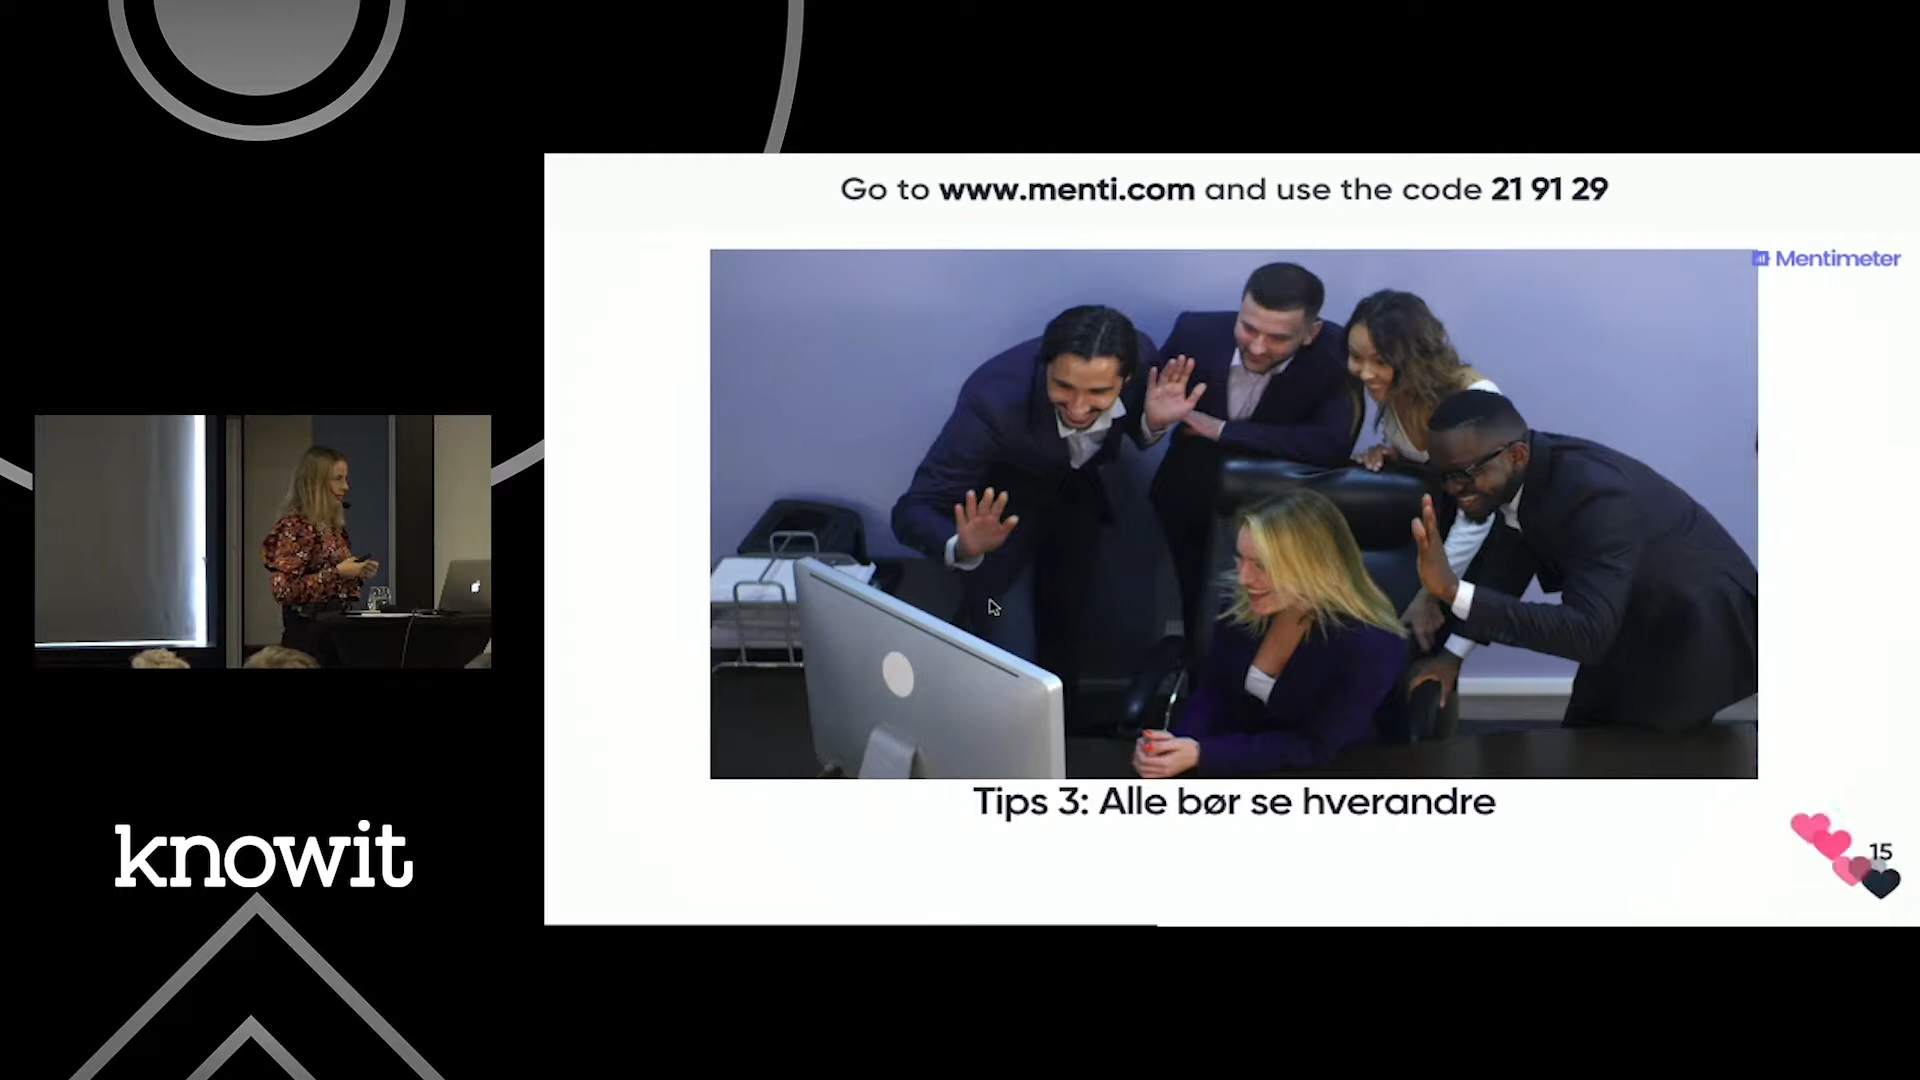 Go to www.menti.com and use the code 21 91 29
Mentimeter
Tips 3: Alle bør se hverandre
15
knowit